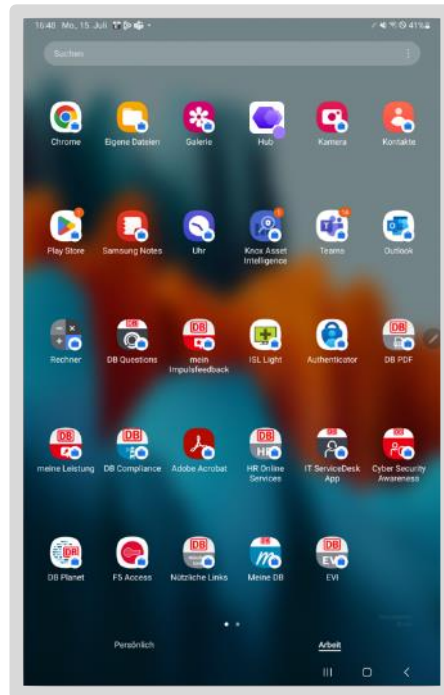 16:48 Mo., 15. Juli
41%
Suchen
Chrome
Eigene Dateien
Galerie
Hub
Kamera
Kontakte
Play Store
Samsung Notes
Uhr
Knox Asset
Intelligence
Teams
Outlook
Rechner
DB Questions
mein
Impulsfeedback
ISL Light
Authenticator
DB PDF
meine Leistung
DB Compliance
Adobe Acrobat
HR Online
Services
IT ServiceDesk
App
Cyber Security
Awareness
DB Planet
F5 Access
Nützliche Links
Meine DB
EVI
Persönlich
Arbeit